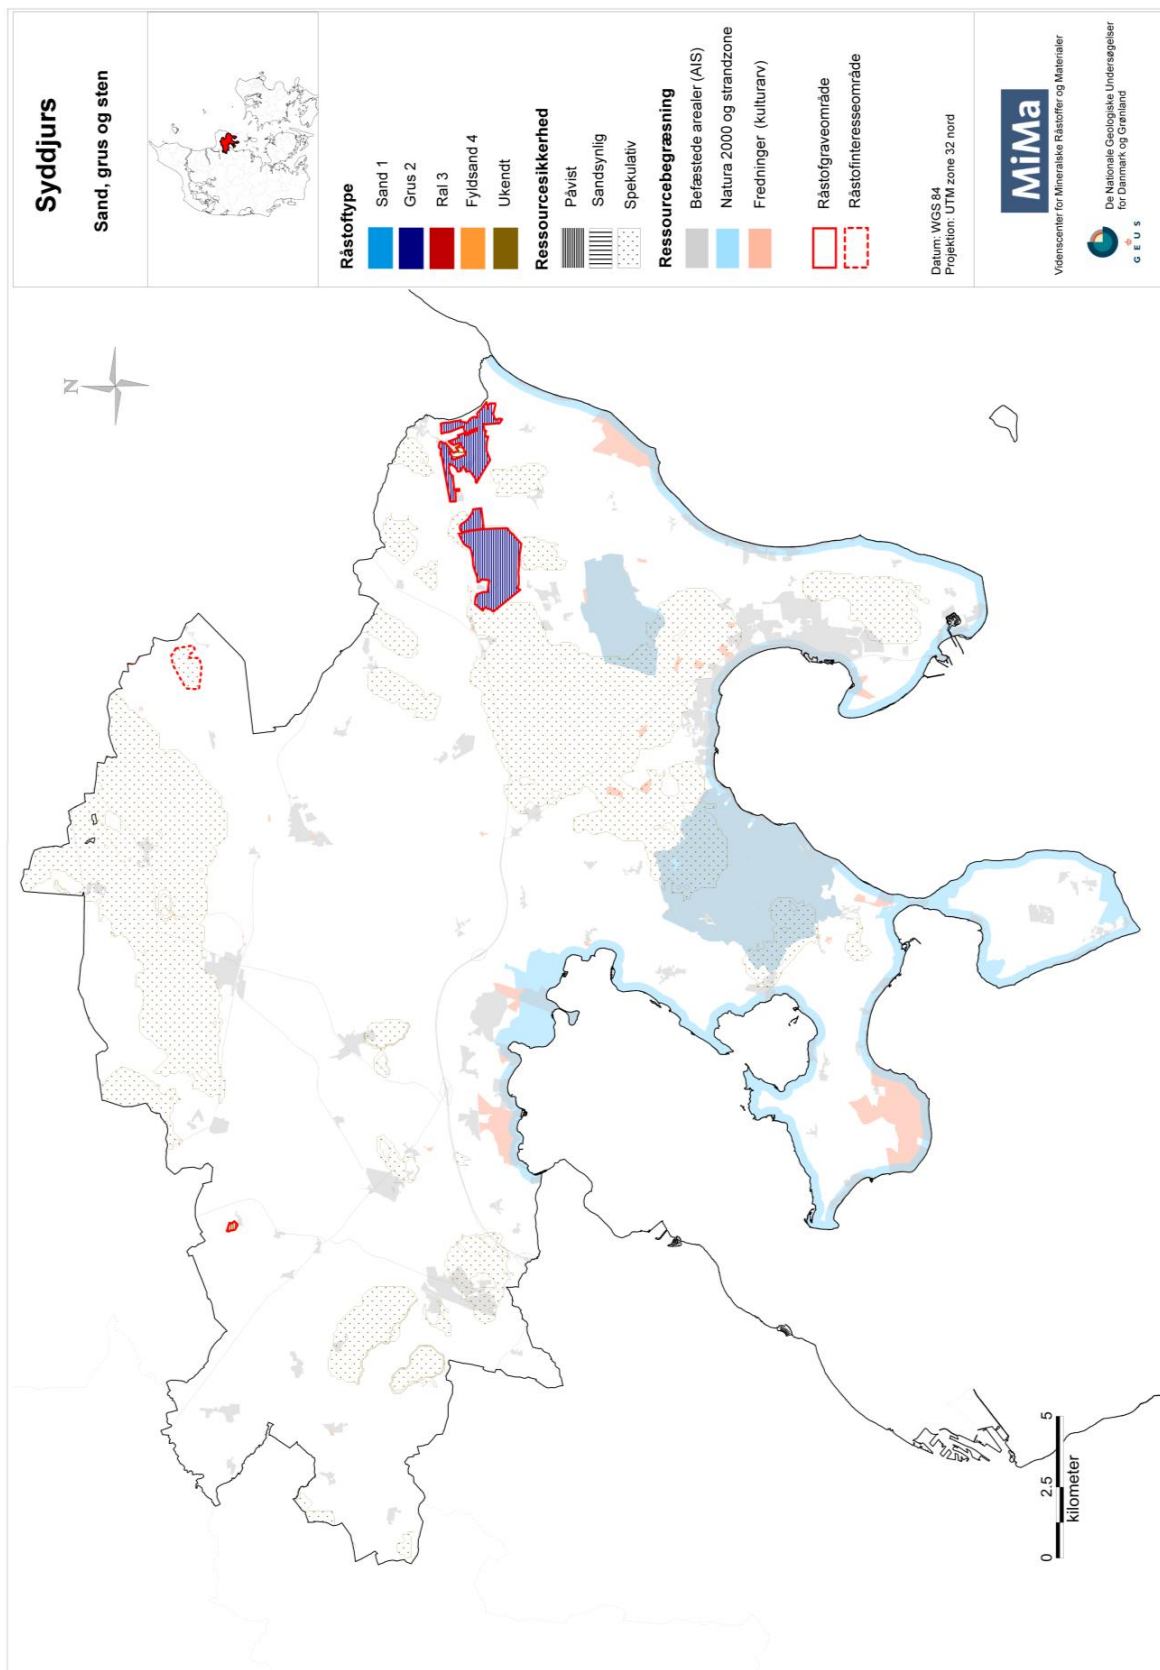 Syddjurs
Sand, grus og sten
Råstoftype
Sand 1
Grus 2
Ral 3
Fyldsand 4
Ukendt
Ressourcesikkerhed
Påvist
Sandsynlig
Spekulativ
Ressourcebegræsning
Befæstede arealer (AIS)
Natura 2000 og strandzone
Fredninger (kulturarv)
Råstofgraveområde
Råstofinteresseområde
Datum: WGS 84
Projektion: UTM zone 32 nord
MiMa
Videnscenter for Mineralske Råstoffer og Materialer
De Nationale Geologiske Undersøgelser
for Danmark og Grønland
G E U S
N
0 2.5 5
kilometer